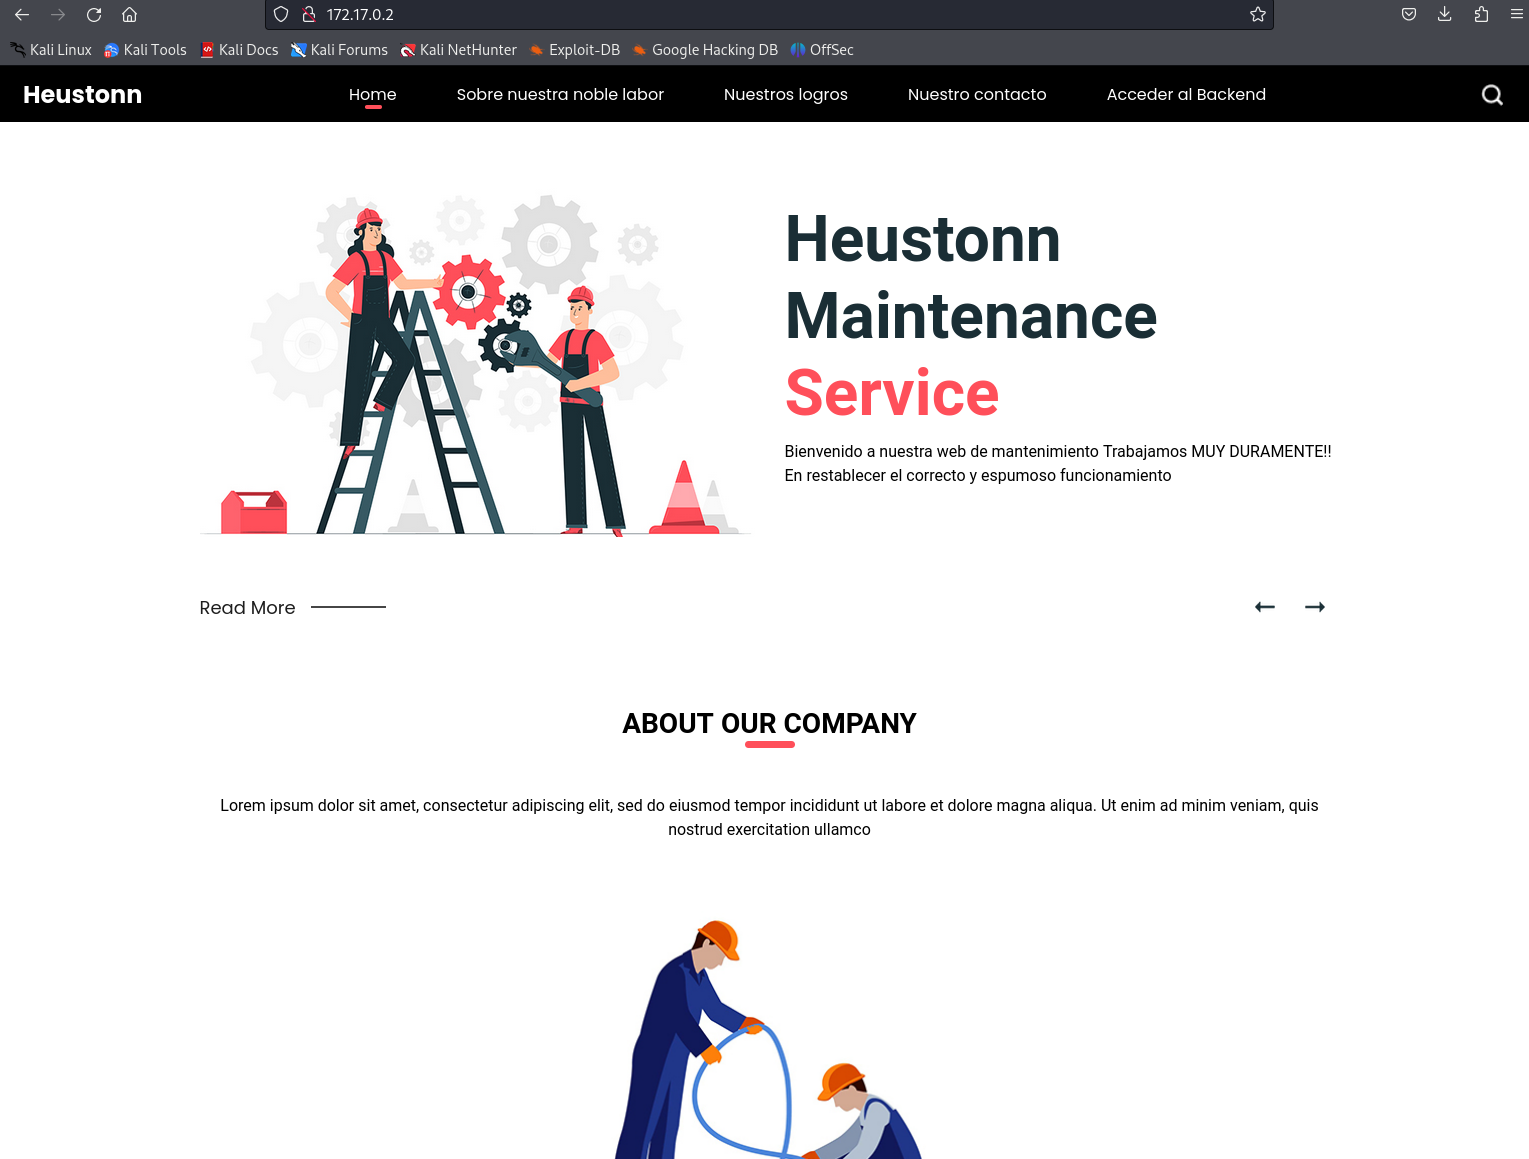 172.17.0.2
Kali Linux Kali Tools Kali Docs Kali Forums Kali NetHunter Exploit-DB Google Hacking DB OffSec
Heustonn Home Sobre nuestra noble labor Nuestros logros Nuestro contacto Acceder al Backend
Heustonn
Maintenance
Service
Bienvenido a nuestra web de mantenimiento Trabajamos MUY DURAMENTE!!
En restablecer el correcto y espumoso funcionamiento
Read More
ABOUT OUR COMPANY
Lorem ipsum dolor sit amet, consectetur adipiscing elit, sed do eiusmod tempor incididunt ut labore et dolore magna aliqua. Ut enim ad minim veniam, quis
nostrud exercitation ullamco